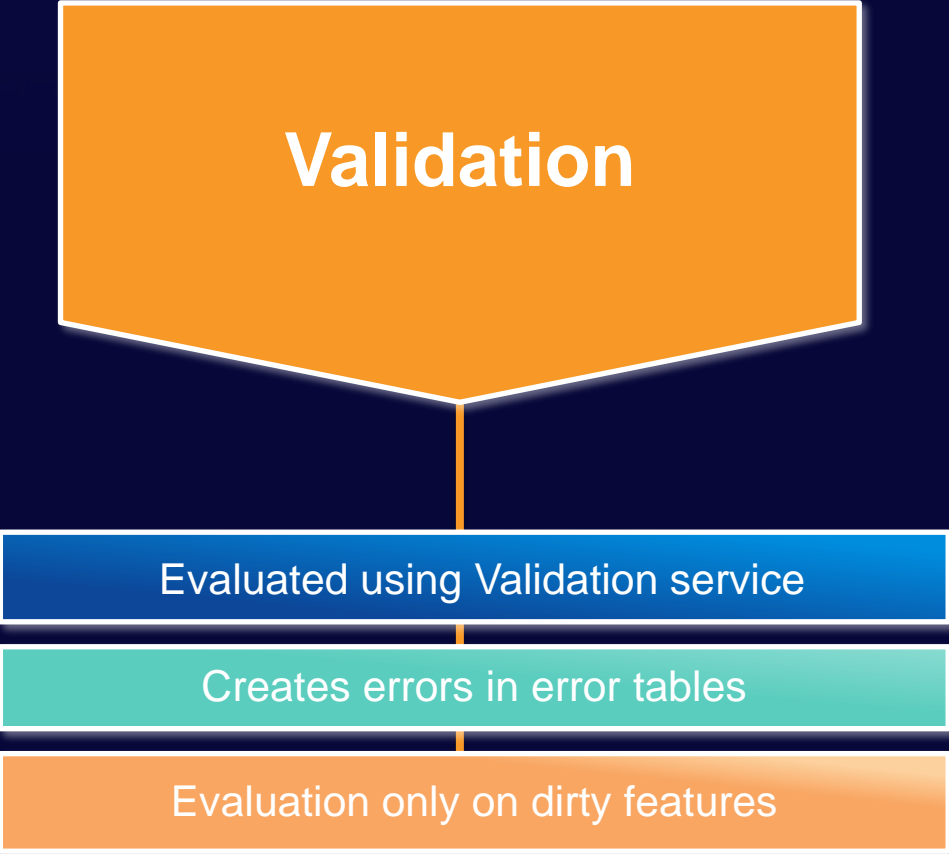 Validation
Evaluated using Validation service
Creates errors in error tables
Evaluation only on dirty features